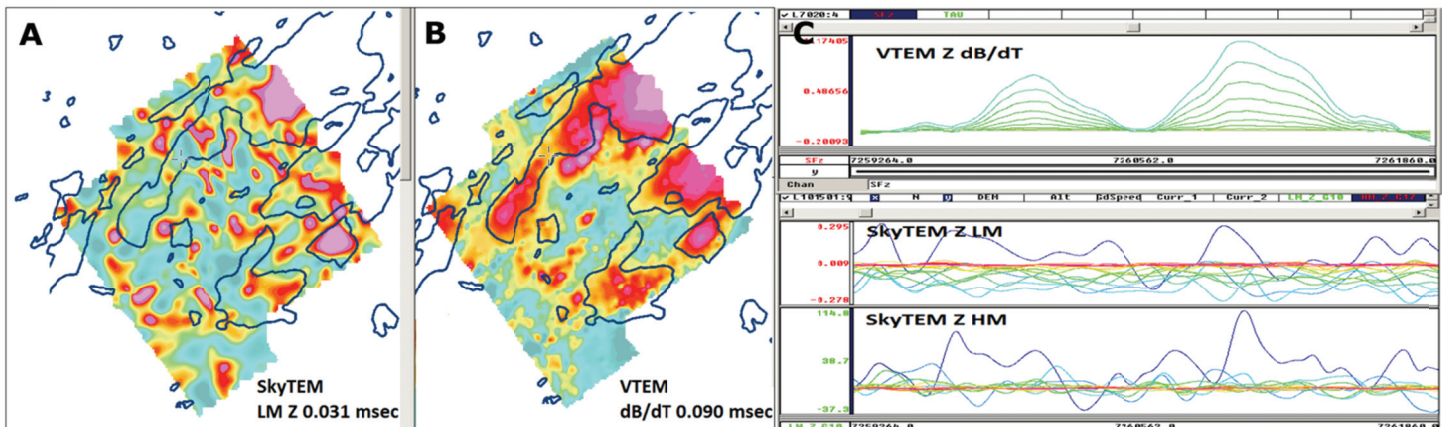 A
SkyTEM
LM Z 0.031 msec
B
VTEM
dB/dT 0.090 msec
C
L7020:4 SFz TAU
VTEM Z dB/dT
0.48656
-0.20093
SFz 7259264.0 7260562.0 7261860.0
y
Chan SFz
L101501:9 x N y DEM Alt GdSpeed Curr_1 Curr_2 LM_Z_G10
SkyTEM Z LM
0.295
0.009
-0.278
SkyTEM Z HM
114.8
38.7
-37.3
LM_Z_G10 7259264.0 7260562.0 7261860.0